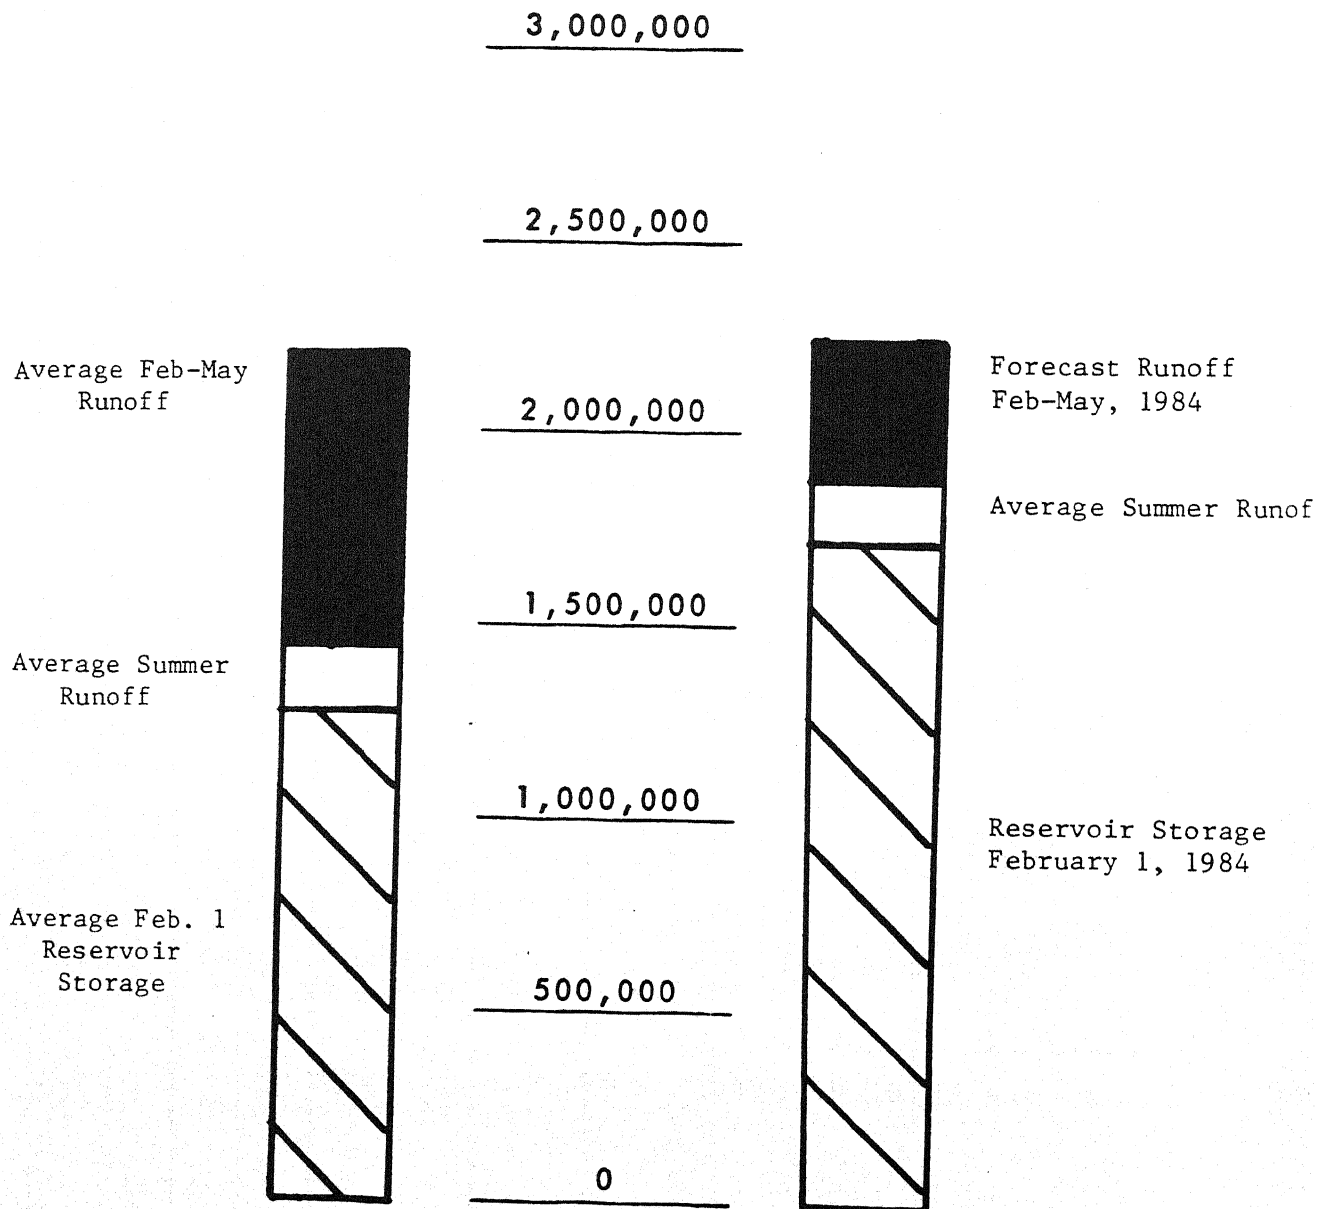 3,000,000
2,500,000
Average Feb-May
Runoff
2,000,000
Forecast Runoff
Feb-May, 1984
Average Summer Runof
1,500,000
Average Summer
Runoff
1,000,000
Reservoir Storage
February 1, 1984
Average Feb. 1
Reservoir
Storage
500,000
0